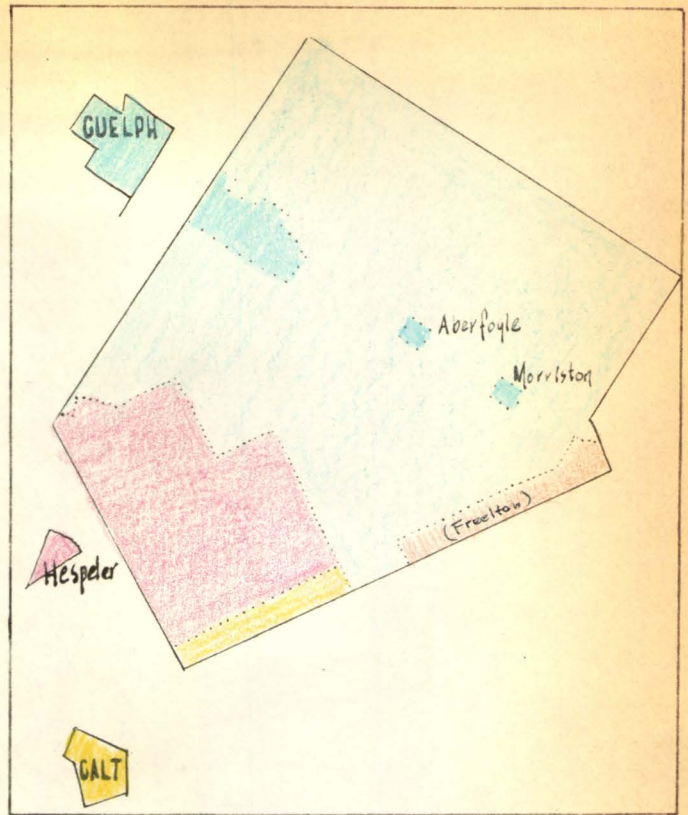 GUELPH
Aberfoyle
Morriston
(Freelton)
Hespeler
GALT